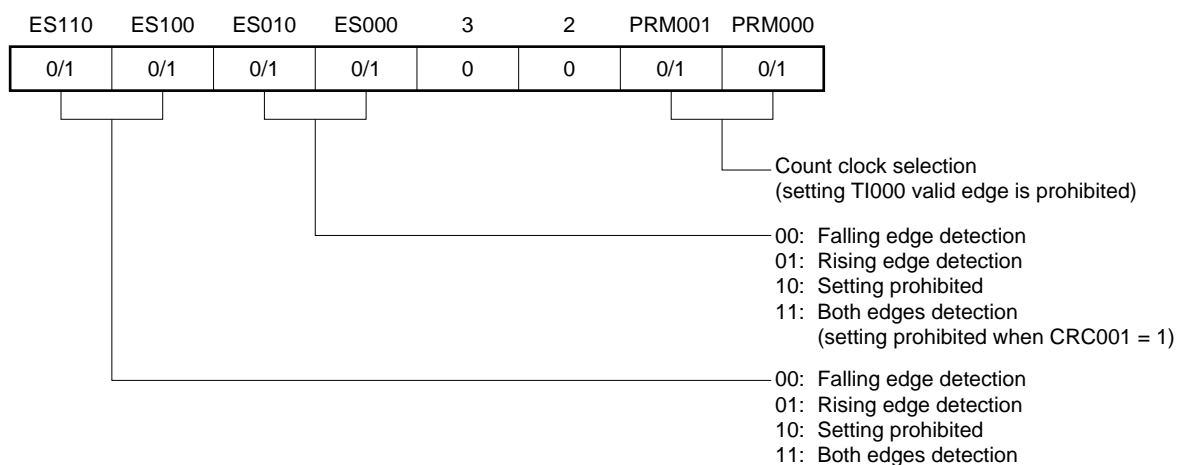 ES110 ES100 ES010 ES000 3 2 PRM001 PRM000
0/1 0/1 0/1 0/1 0 0 0/1 0/1
Count clock selection
(setting TI000 valid edge is prohibited)
00: Falling edge detection
01: Rising edge detection
10: Setting prohibited
11: Both edges detection
(setting prohibited when CRC001 = 1)
00: Falling edge detection
01: Rising edge detection
10: Setting prohibited
11: Both edges detection